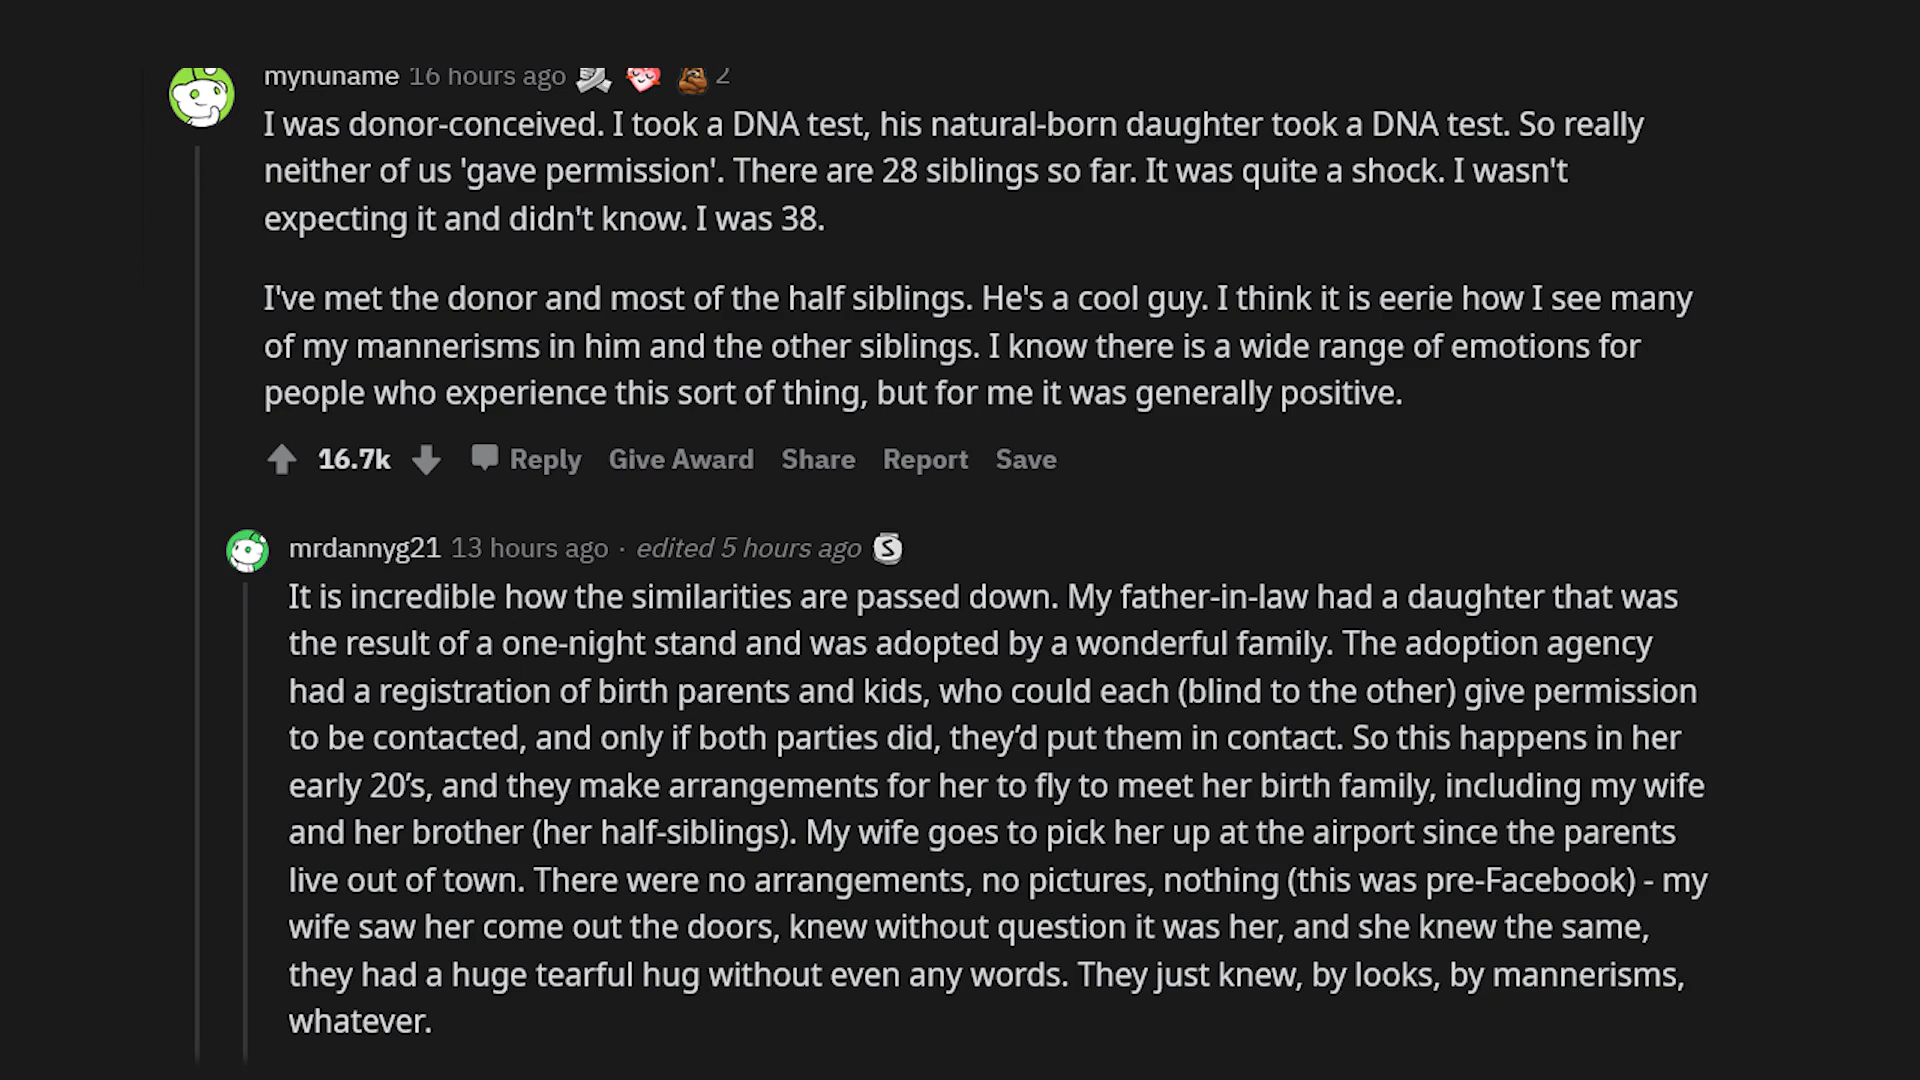 mynuname 16 hours ago 2
I was donor-conceived. I took a DNA test, his natural-born daughter took a DNA test. So really
neither of us 'gave permission'. There are 28 siblings so far. It was quite a shock. I wasn't
expecting it and didn't know. I was 38.
I've met the donor and most of the half siblings. He's a cool guy. I think it is eerie how I see many
of my mannerisms in him and the other siblings. I know there is a wide range of emotions for
people who experience this sort of thing, but for me it was generally positive.
16.7k Reply Give Award Share Report Save
mrdannyg21 13 hours ago · edited 5 hours ago S
It is incredible how the similarities are passed down. My father-in-law had a daughter that was
the result of a one-night stand and was adopted by a wonderful family. The adoption agency
had a registration of birth parents and kids, who could each (blind to the other) give permission
to be contacted, and only if both parties did, they’d put them in contact. So this happens in her
early 20’s, and they make arrangements for her to fly to meet her birth family, including my wife
and her brother (her half-siblings). My wife goes to pick her up at the airport since the parents
live out of town. There were no arrangements, no pictures, nothing (this was pre-Facebook) - my
wife saw her come out the doors, knew without question it was her, and she knew the same,
they had a huge tearful hug without even any words. They just knew, by looks, by mannerisms,
whatever.